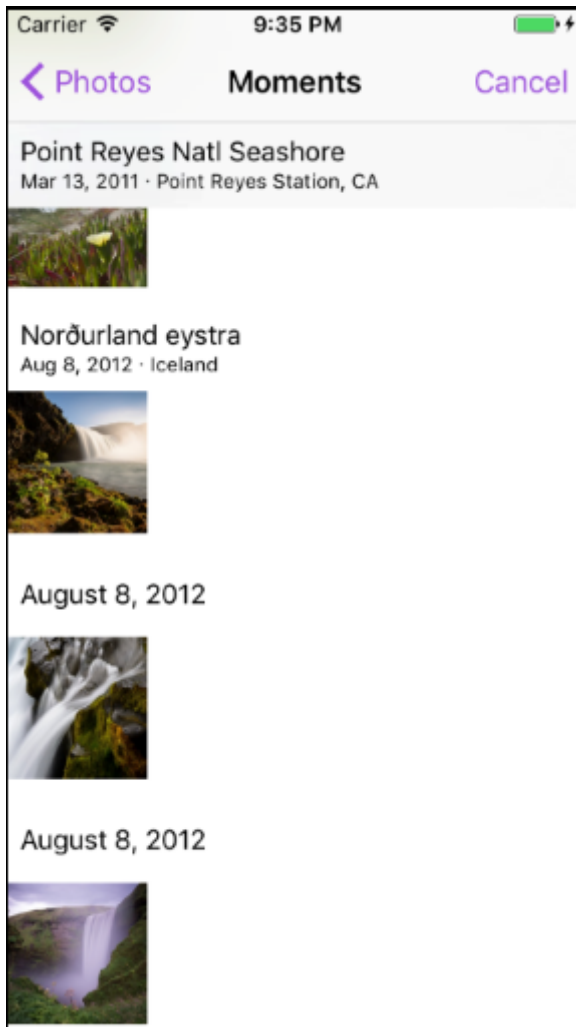 Carrier 9:35 PM
Photos Moments Cancel
Point Reyes Natl Seashore
Mar 13, 2011 · Point Reyes Station, CA
Norðurland eystra
Aug 8, 2012 · Iceland
August 8, 2012
August 8, 2012